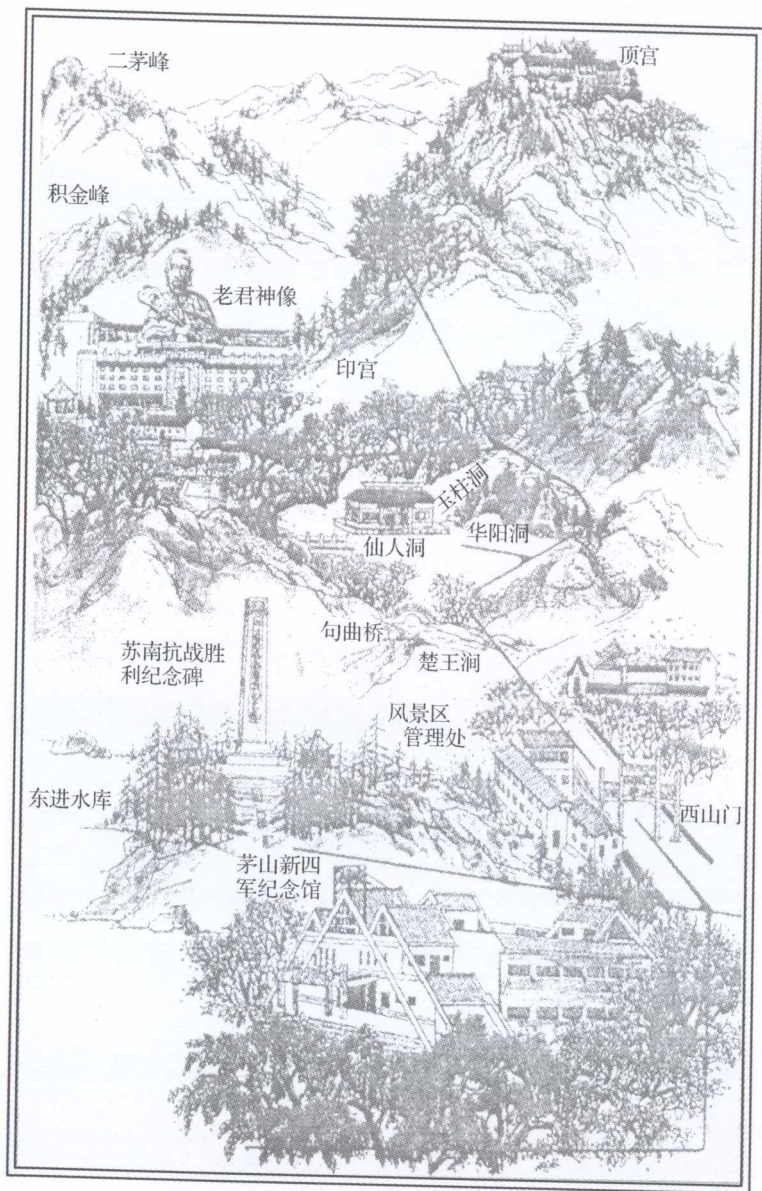 二茅峰
顶宫
积金峰
老君神像
印宫
玉柱洞
仙人洞
华阳洞
句曲桥
楚王涧
苏南抗战胜
利纪念碑
风景区
管理处
东进水库
西山门
茅山新四
军纪念馆